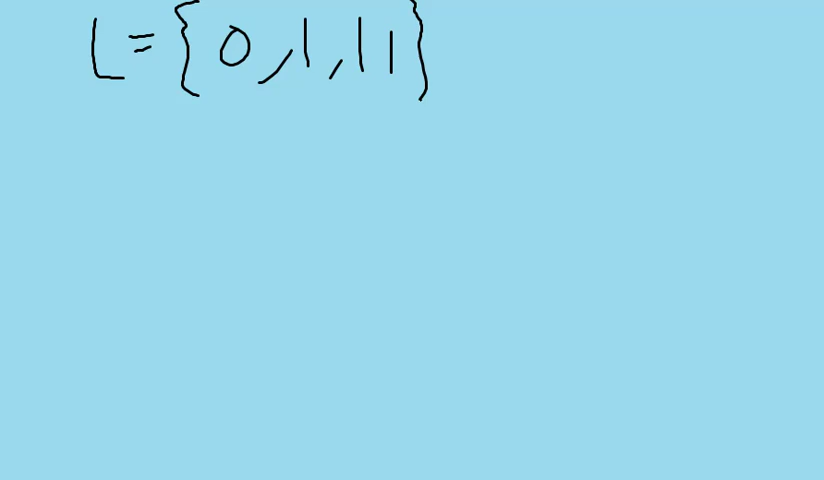 L = { 0 , 1 , 11 }